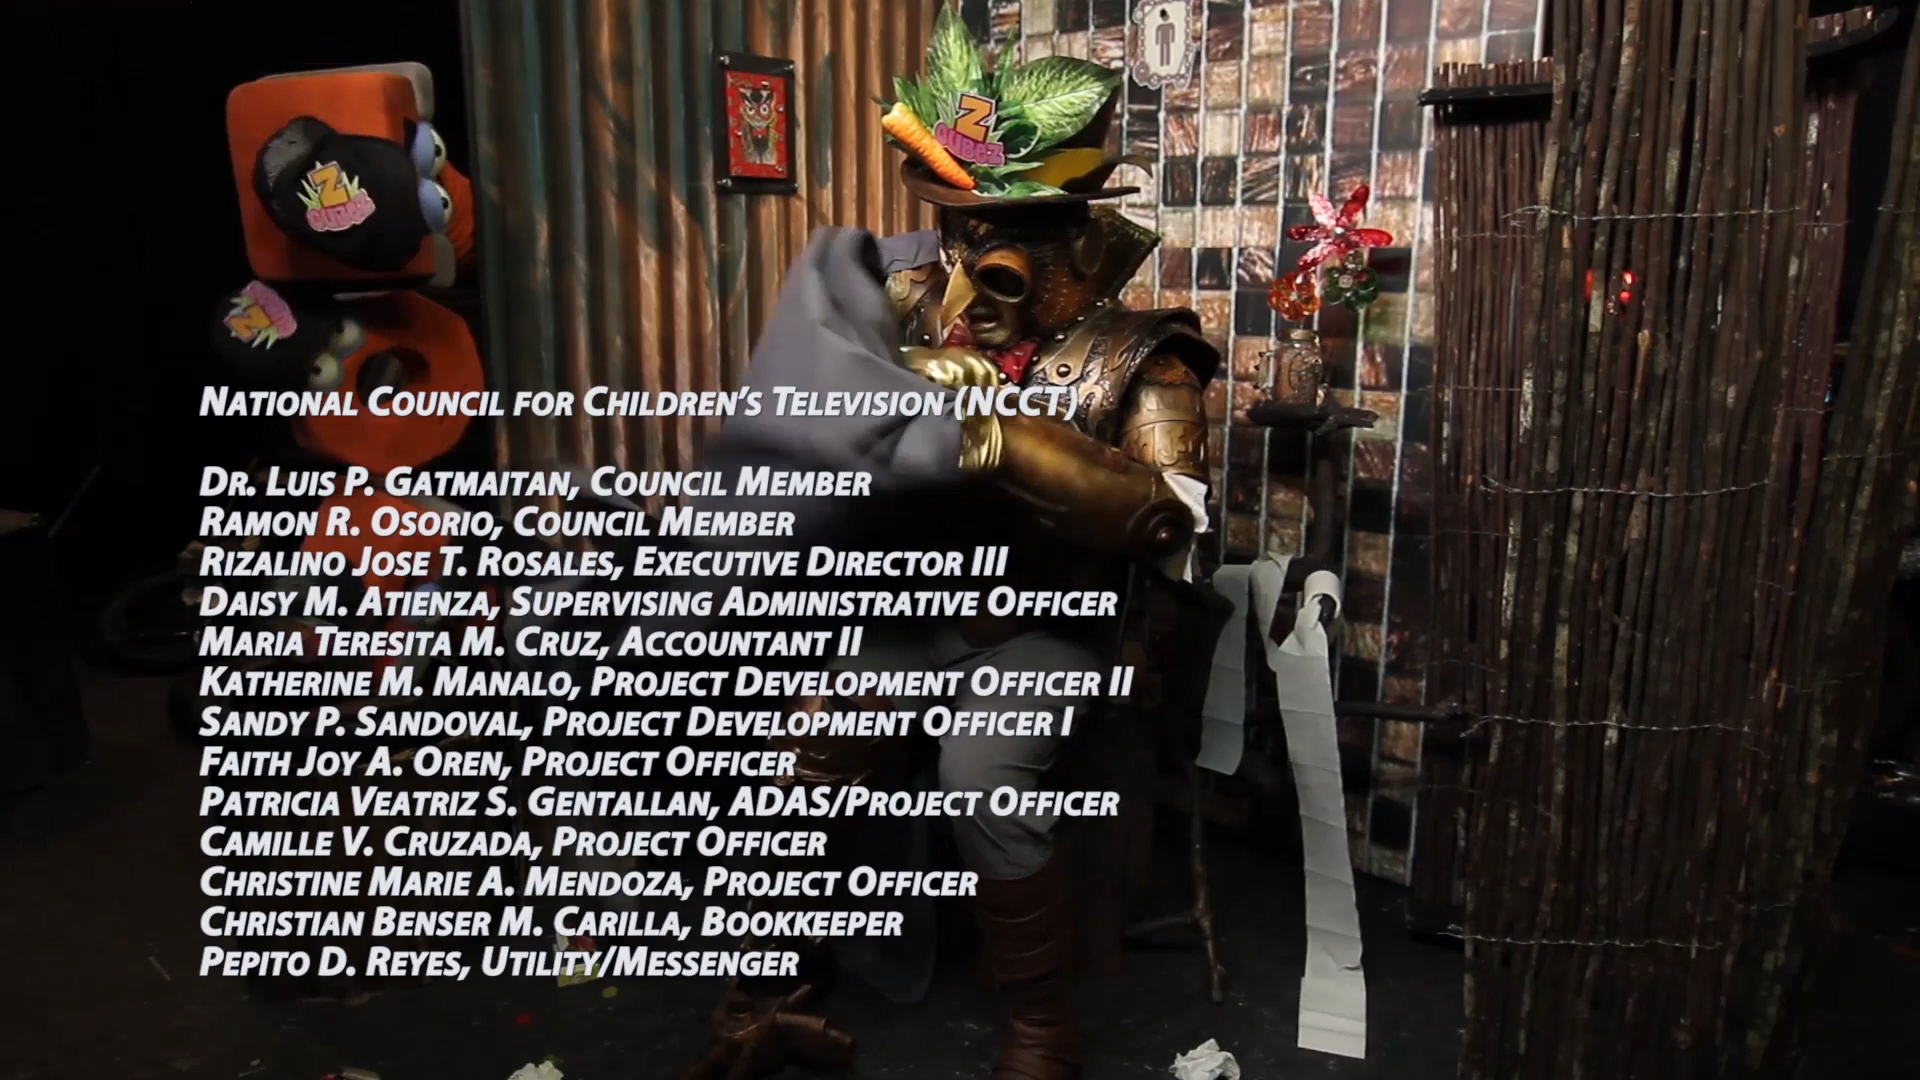 Z
CUBEZ
Z
CUBEZ
Z
NATIONAL COUNCIL FOR CHILDREN'S TELEVISION (NCCT)
DR. LUIS P. GATMAITAN, COUNCIL MEMBER
RAMON R. OSORIO, COUNCIL MEMBER
RIZALINO JOSE T. ROSALES, EXECUTIVE DIRECTOR III
DAISY M. ATIENZA, SUPERVISING ADMINISTRATIVE OFFICER
MARIA TERESITA M. CRUZ, ACCOUNTANT II
KATHERINE M. MANALO, PROJECT DEVELOPMENT OFFICER II
SANDY P. SANDOVAL, PROJECT DEVELOPMENT OFFICER I
FAITH JOY A. OREN, PROJECT OFFICER
PATRICIA VEATRIZ S. GENTALLAN, ADAS/PROJECT OFFICER
CAMILLE V. CRUZADA, PROJECT OFFICER
CHRISTINE MARIE A. MENDOZA, PROJECT OFFICER
CHRISTIAN BENSER M. CARILLA, BOOKKEEPER
PEPITO D. REYES, UTILITY/MESSENGER